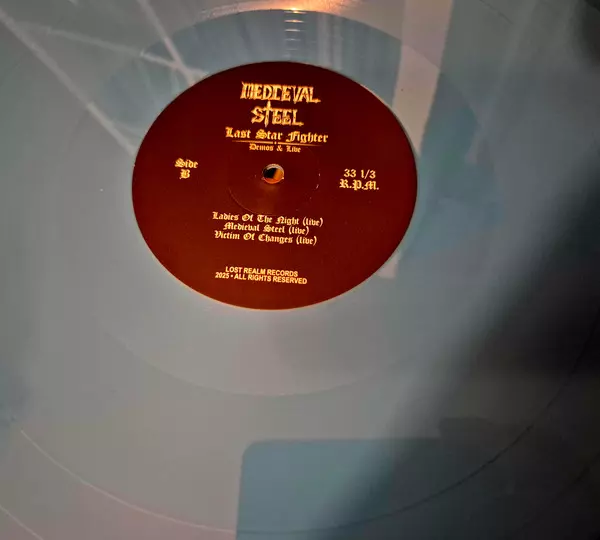 MEDIEVAL
STEEL
Last Star Fighter
Demos & Live
Side
B
33 1/3
R.P.M.
Ladies Of The Night (live)
Medieval Steel (live)
Victim Of Changes (live)
LOST REALM RECORDS
2025 • ALL RIGHTS RESERVED